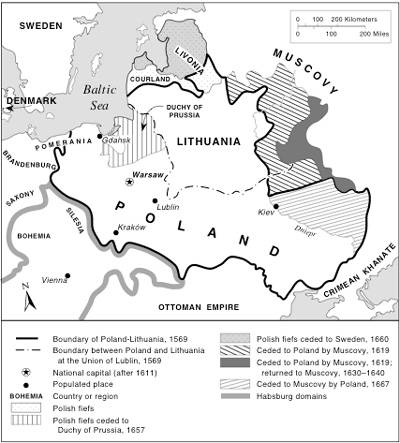 SWEDEN
0 100 200 Kilometers
0 100 200 Miles
MUSCOVY
LIVONIA
COURLAND
Baltic
Sea
DENMARK
DUCHY OF
PRUSSIA
LITHUANIA
POMERANIA
Gdańsk
BRANDENBURG
Warsaw
SAXONY
Lublin
POLAND
Kiev
SILESIA
Dniepr
BOHEMIA
Kraków
Vienna
N
CRIMEAN KHANATE
OTTOMAN EMPIRE
Boundary of Poland-Lithuania, 1569
Boundary between Poland and Lithuania
at the Union of Lublin, 1569
National capital (after 1611)
Populated place
BOHEMIA Country or region
Polish fiefs
Polish fiefs ceded to
Duchy of Prussia, 1657
Polish fiefs ceded to Sweden, 1660
Ceded to Poland by Muscovy, 1619
Ceded to Poland by Muscovy, 1619;
returned to Muscovy, 1630–1640
Ceded to Muscovy by Poland, 1667
Habsburg domains